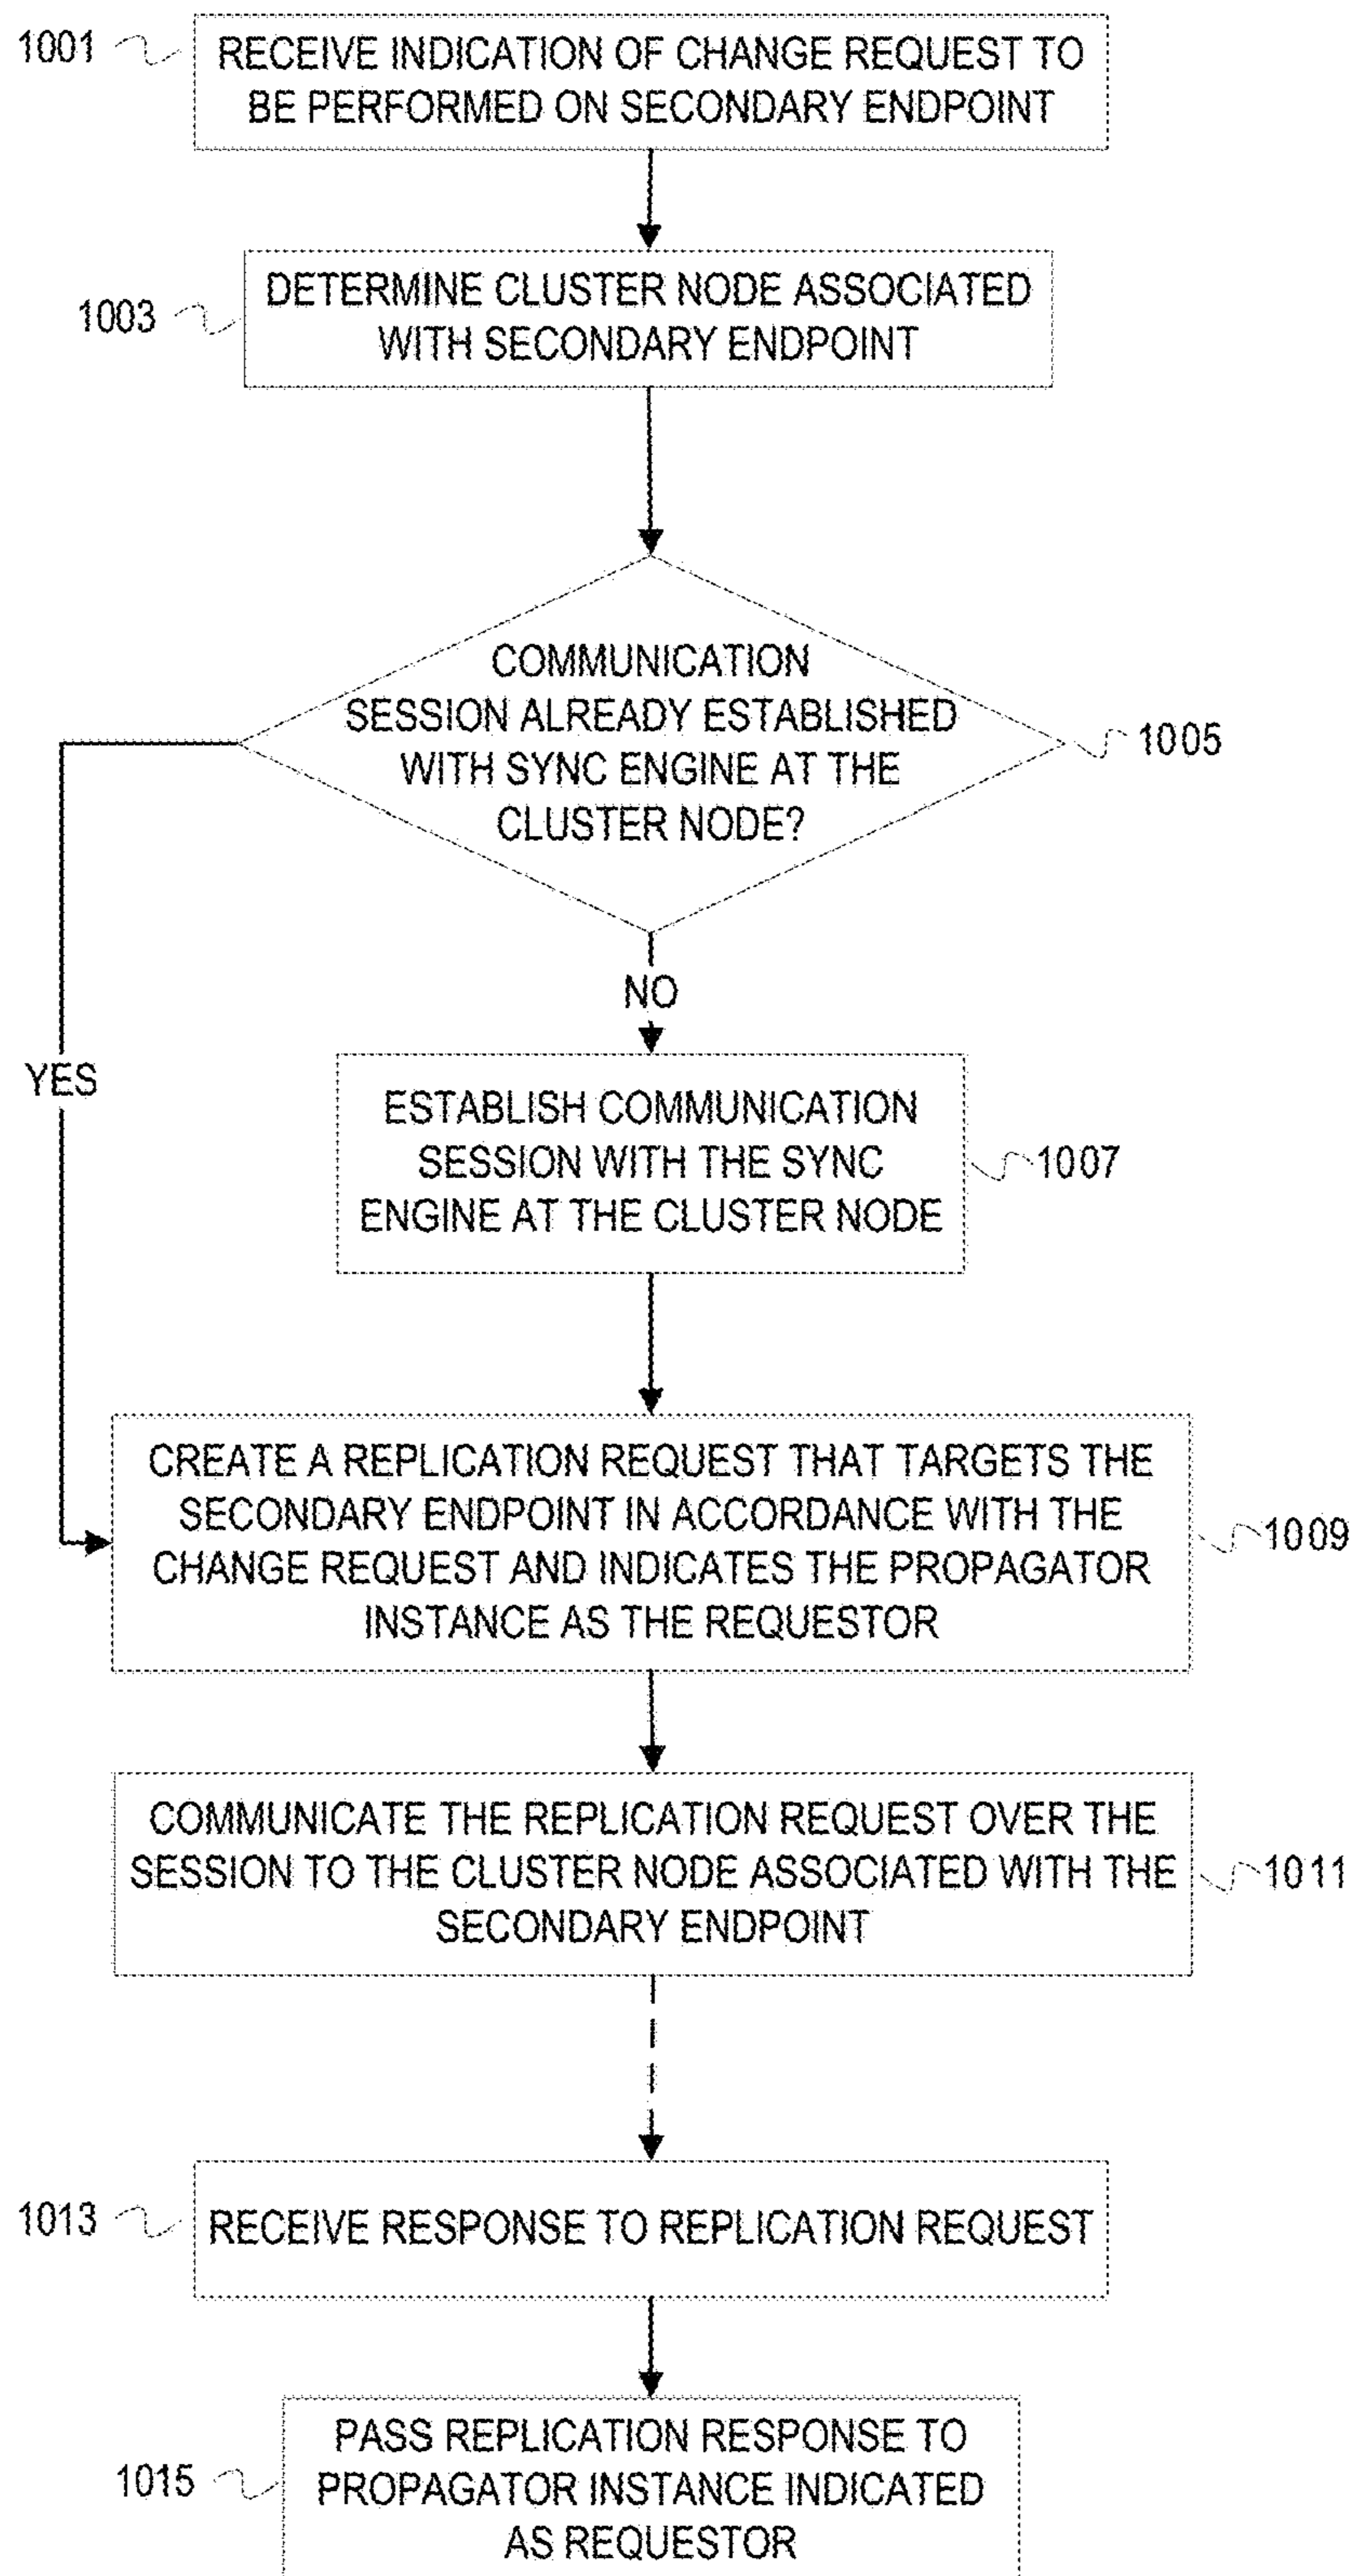 1001
RECEIVE INDICATION OF CHANGE REQUEST TO
BE PERFORMED ON SECONDARY ENDPOINT
1003
DETERMINE CLUSTER NODE ASSOCIATED
WITH SECONDARY ENDPOINT
COMMUNICATION
SESSION ALREADY ESTABLISHED
WITH SYNC ENGINE AT THE
CLUSTER NODE?
1005
NO
YES
ESTABLISH COMMUNICATION
SESSION WITH THE SYNC
ENGINE AT THE CLUSTER NODE
1007
CREATE A REPLICATION REQUEST THAT TARGETS THE
SECONDARY ENDPOINT IN ACCORDANCE WITH THE
CHANGE REQUEST AND INDICATES THE PROPAGATOR
INSTANCE AS THE REQUESTOR
1009
COMMUNICATE THE REPLICATION REQUEST OVER THE
SESSION TO THE CLUSTER NODE ASSOCIATED WITH THE
SECONDARY ENDPOINT
1011
1013
RECEIVE RESPONSE TO REPLICATION REQUEST
1015
PASS REPLICATION RESPONSE TO
PROPAGATOR INSTANCE INDICATED
AS REQUESTOR